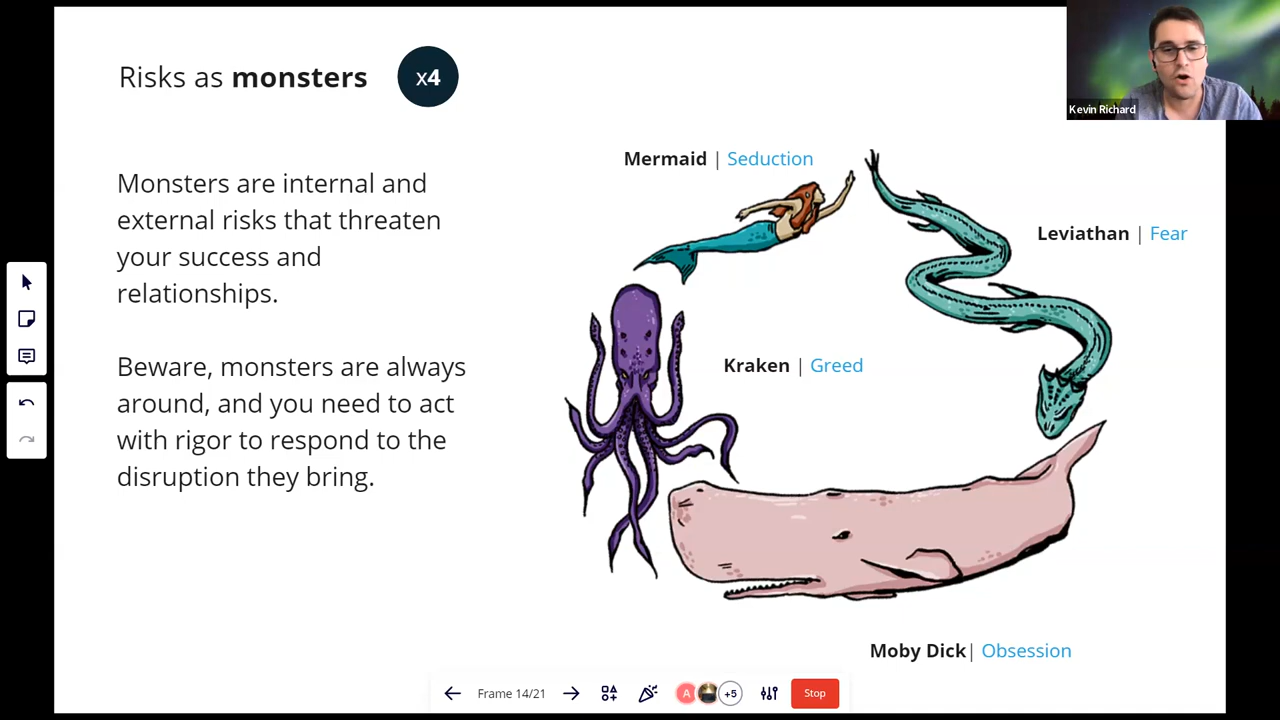 Risks as monsters
x4
Kevin Richard
Monsters are internal and
external risks that threaten
your success and
relationships.
Beware, monsters are always
around, and you need to act
with rigor to respond to the
disruption they bring.
Mermaid | Seduction
Leviathan | Fear
Kraken | Greed
Moby Dick| Obsession
Frame 14/21
A
+5
Stop